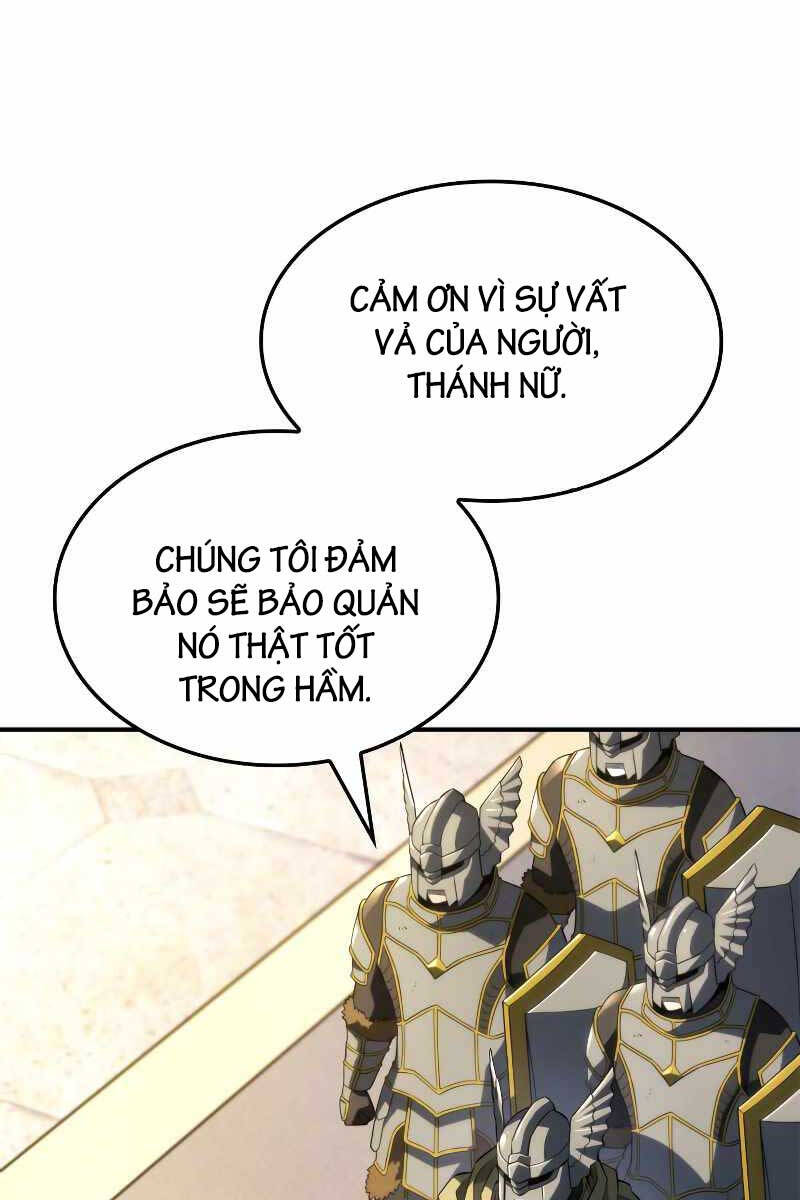 CẢM ƠN VÌ SỰ VẤT
VẢ CỦA NGƯỜI,
THÁNH NỮ.
CHÚNG TÔI ĐẢM
BẢO SẼ BẢO QUẢN
NÓ THẬT TỐT
TRONG HẦM.